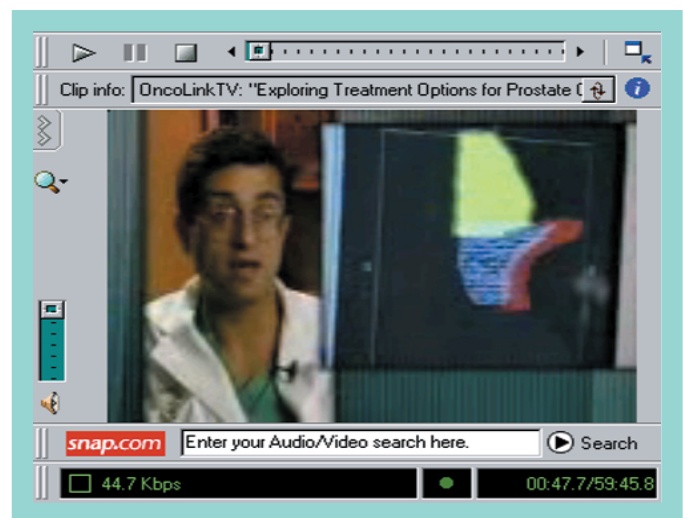 Clip info: OncoLinkTV: "Exploring Treatment Options for Prostate
snap.com Enter your Audio/Video search here. Search
44.7 Kbps 00:47.7/59:45.8